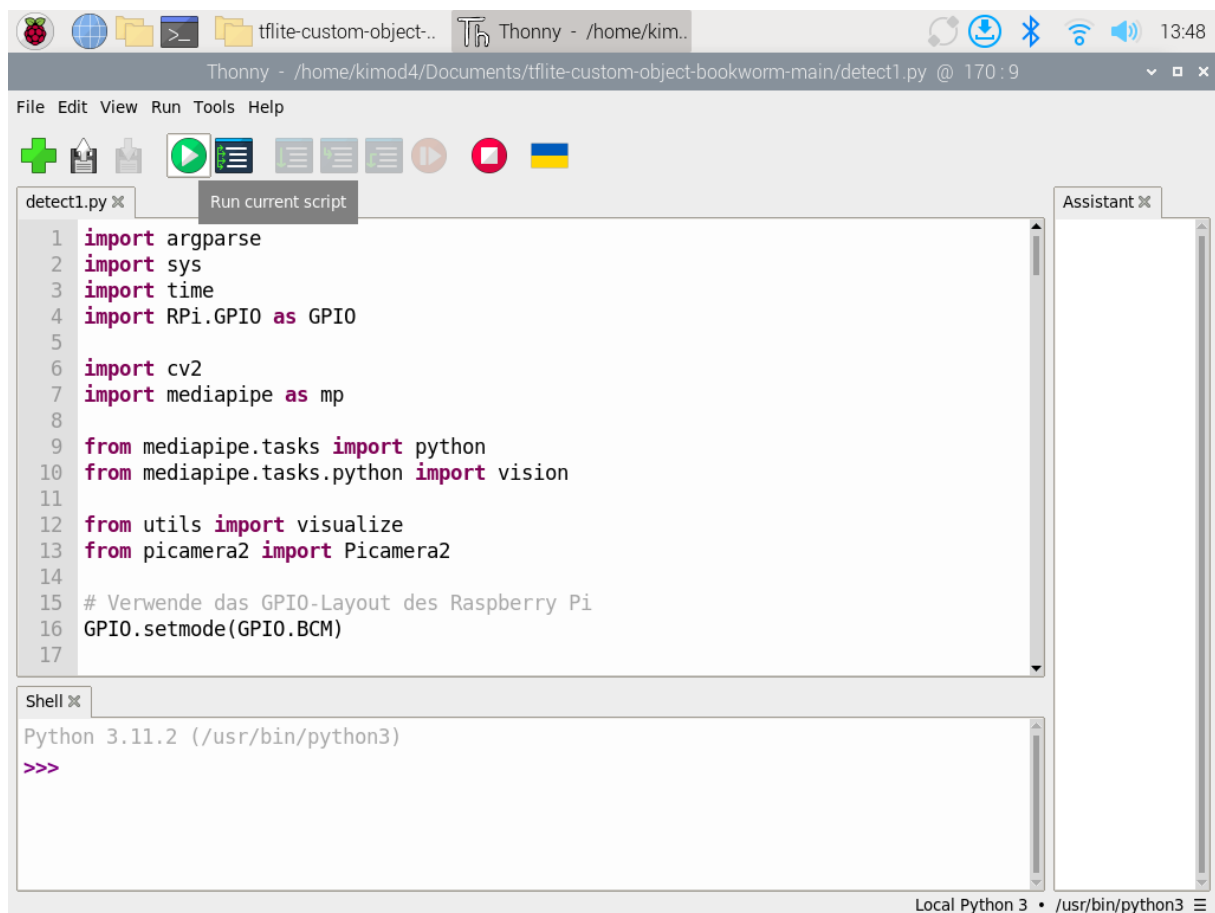 tflite-custom-object-.. Thonny - /home/kim.. 13:48
Thonny - /home/kimod4/Documents/tflite-custom-object-bookworm-main/detect1.py @ 170:9
File Edit View Run Tools Help
detect1.py
Run current script
Assistant
1 import argparse
2 import sys
3 import time
4 import RPi.GPIO as GPIO
5
6 import cv2
7 import mediapipe as mp
8
9 from mediapipe.tasks import python
10 from mediapipe.tasks.python import vision
11
12 from utils import visualize
13 from picamera2 import Picamera2
14
15 # Verwende das GPIO-Layout des Raspberry Pi
16 GPIO.setmode(GPIO.BCM)
17
Shell
Python 3.11.2 (/usr/bin/python3)
>>>
Local Python 3 • /usr/bin/python3 ☰